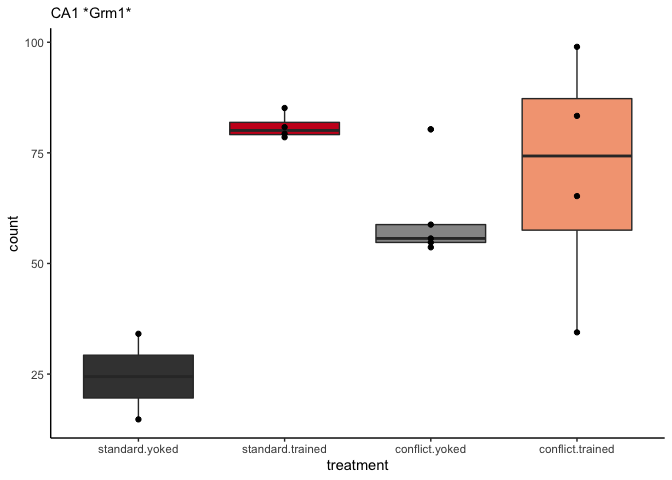 CA1 *Grm1*
100
75
50
25
count
standard.yoked standard.trained conflict.yoked conflict.trained
treatment